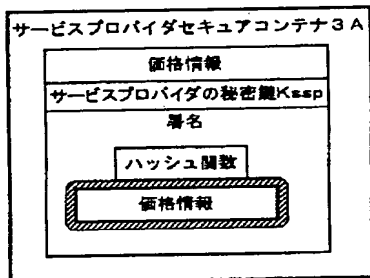 サービスプロバイダセキュアコンテナ3A
価格情報
サービスプロバイダの秘密鍵Kssp
署名
ハッシュ関数
価格情報